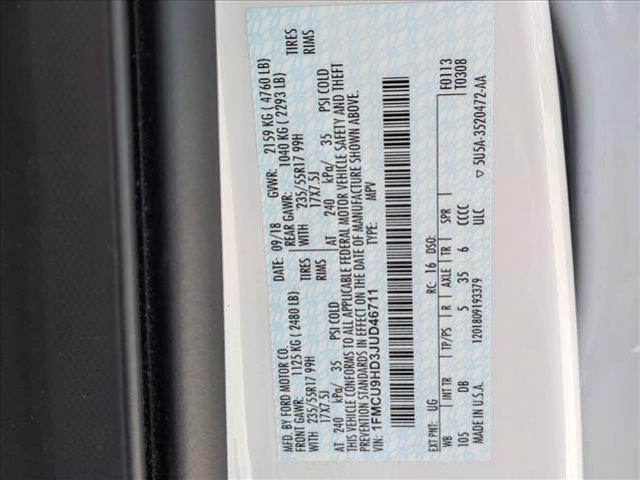 MFD. BY FORD MOTOR CO.
DATE: 09/18 GVWR: 2159 KG ( 4760 LB)
FRONT GAWR: 1125 KG ( 2480 LB) REAR GAWR: 1040 KG ( 2293 LB)
WITH 235/55R17 99H TIRES WITH 235/55R17 99H TIRES
17X7.5J RIMS 17X7.5J RIMS
AT 240 kPa/ 35 PSI COLD AT 240 kPa/ 35 PSI COLD
THIS VEHICLE CONFORMS TO ALL APPLICABLE FEDERAL MOTOR VEHICLE SAFETY AND THEFT
PREVENTION STANDARDS IN EFFECT ON THE DATE OF MANUFACTURE SHOWN ABOVE.
VIN: 1FMCU9HD3JUD46711 TYPE: MPV
F0113
T0308
EXT PNT: UG RC: 16 DSO:
WB INT TR TP/PS R AXLE TR SPR
105 DB 5 35 6 CCCC
MADE IN U.S.A. 1201809193379 ULC
▽ 5U5A-3520472-AA